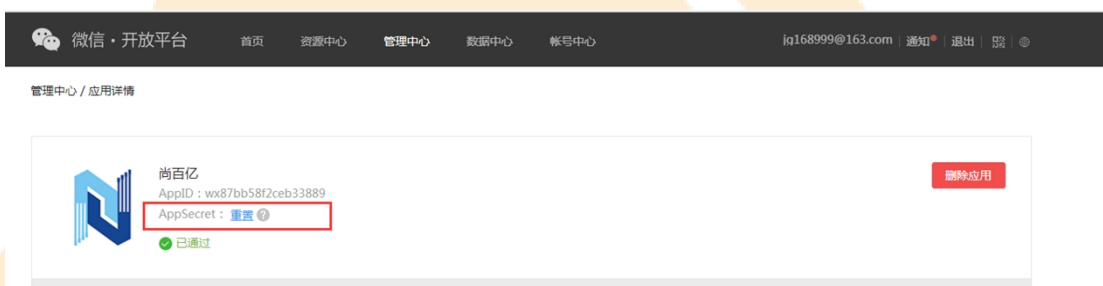 微信·开放平台 首页 资源中心 管理中心 数据中心 帐号中心 jg168999@163.com | 通知 | 退出
管理中心 / 应用详情
尚百亿
删除应用
AppID：wx87bb58f2ceb33889
AppSecret： 重置 ?
已通过